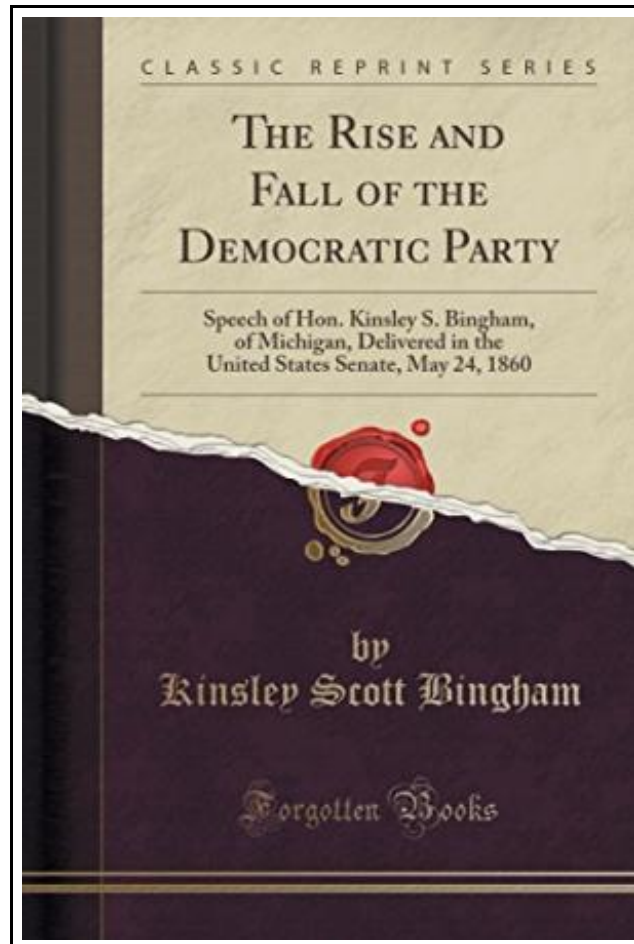 CLASSIC REPRINT SERIES
THE RISE AND
FALL OF THE
DEMOCRATIC PARTY
Speech of Hon. Kinsley S. Bingham,
of Michigan, Delivered in the
United States Senate, May 24, 1860
by
Kinsley Scott Bingham
Forgotten Books